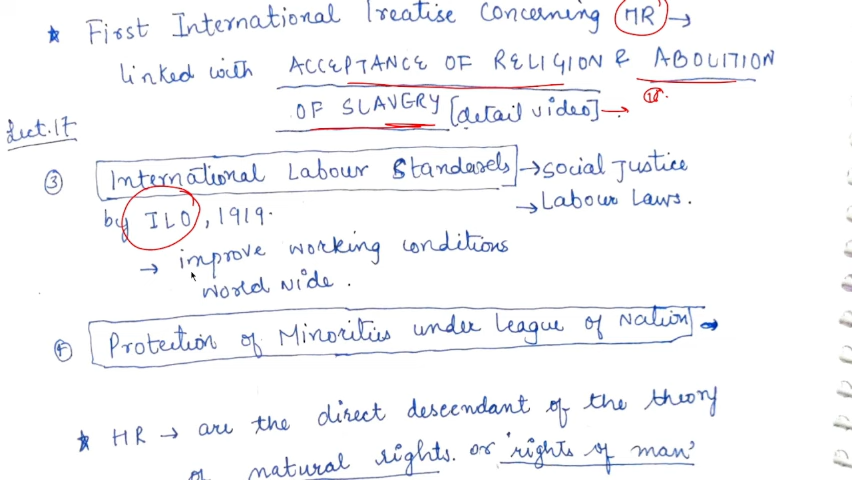 * First International Treatise Concerning 'HR' →
linked with ACCEPTANCE OF RELIGION & ABOLITION
OF SLAVERY [detail video] →
Lect.17
③ International Labour Standards → Social Justice
→ Labour Laws.
by ILO, 1919.
→ improve working conditions
world wide.
④ Protection of Minorities under League of Nation →
* HR → are the direct descendant of the theory
of natural rights. or 'rights of man'